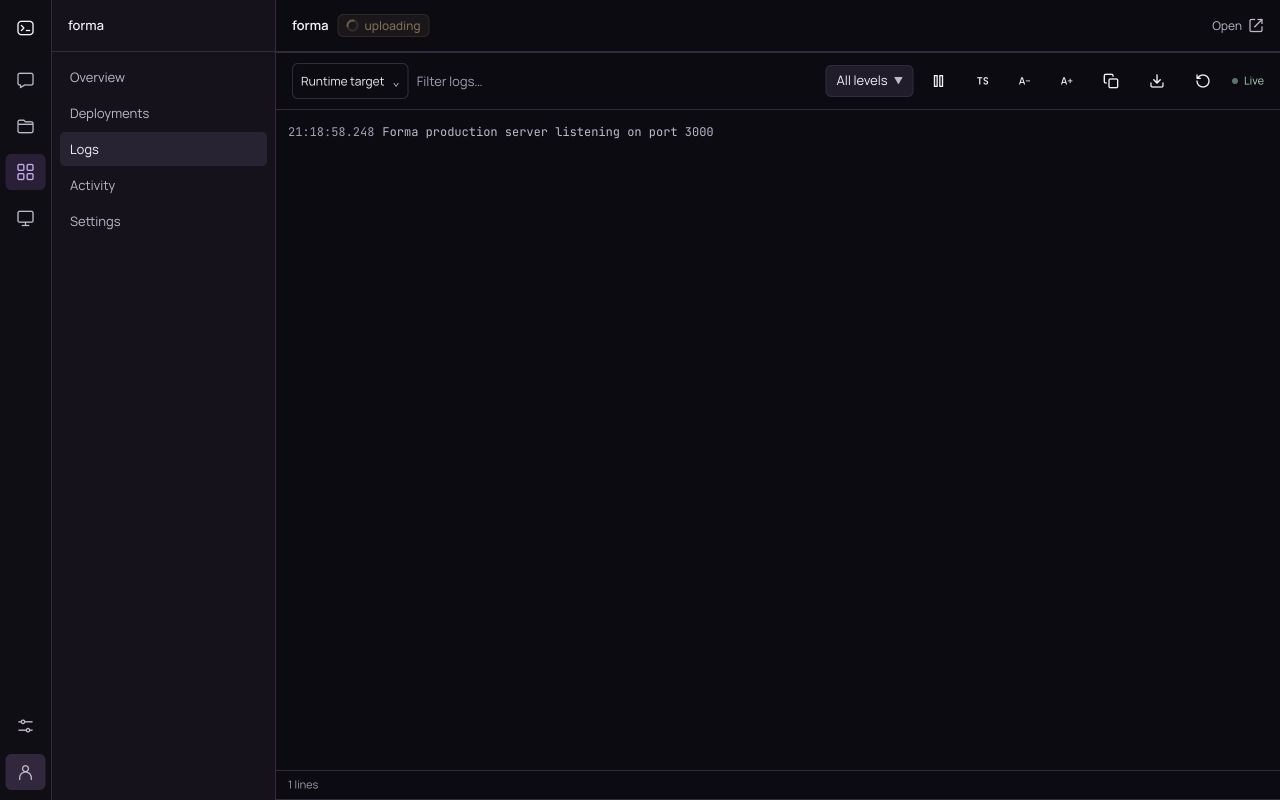 forma
forma
uploading
Open
Overview
Deployments
Logs
Activity
Settings
Runtime target
Filter logs…
All levels
TS
A−
A+
Live
21:18:58.248 Forma production server listening on port 3000
1 lines